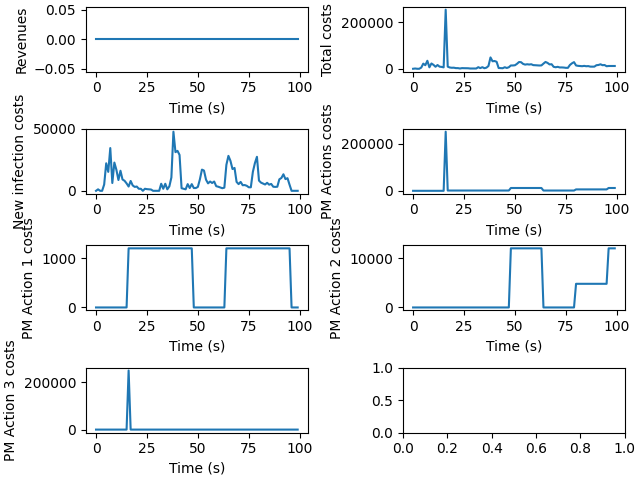 Revenues
0.05
0.00
−0.05
0 25 50 75 100
Time (s)
Total costs
200000
0
0 25 50 75 100
Time (s)
New infection costs
50000
0
0 25 50 75 100
Time (s)
PM Actions costs
200000
0
0 25 50 75 100
Time (s)
PM Action 1 costs
1000
0
0 25 50 75 100
Time (s)
PM Action 2 costs
10000
0
0 25 50 75 100
Time (s)
PM Action 3 costs
200000
0
0 25 50 75 100
Time (s)
1.0
0.5
0.0
0.0 0.2 0.4 0.6 0.8 1.0